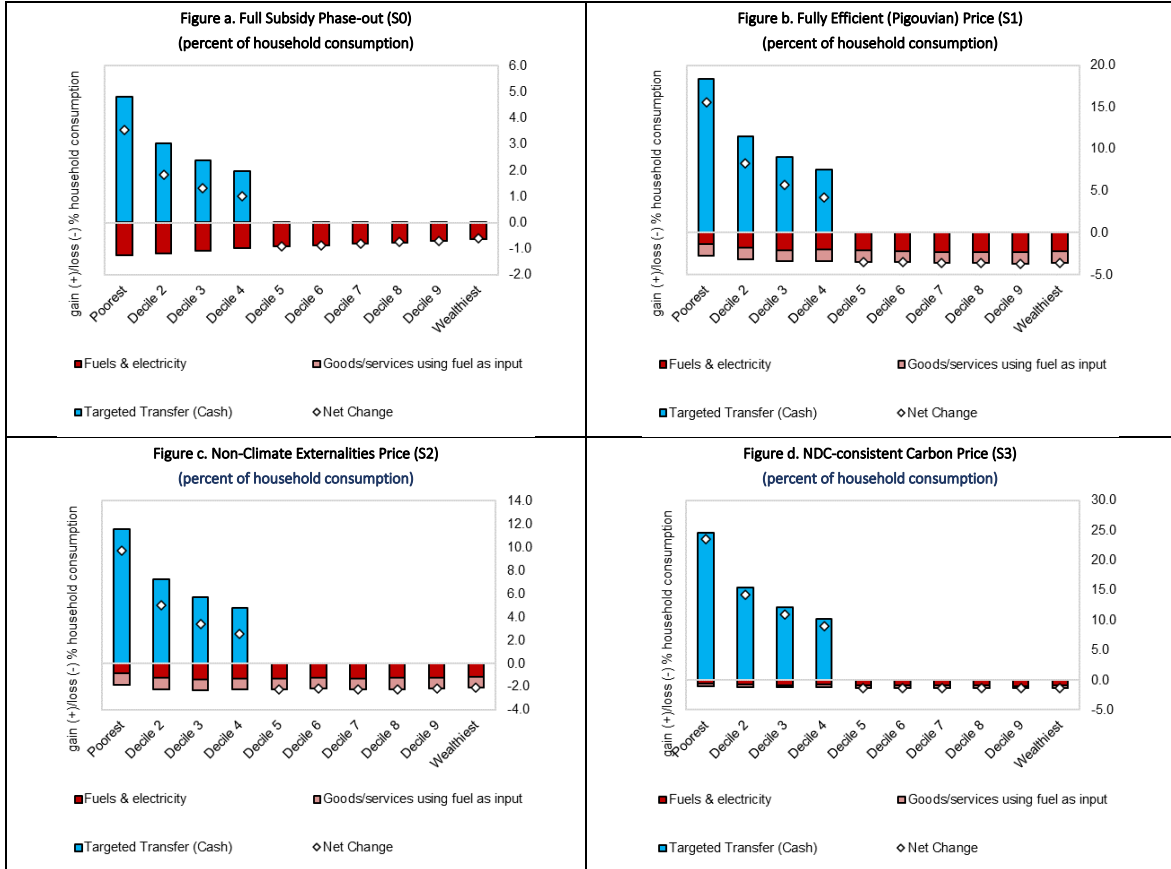 Figure a. Full Subsidy Phase-out (S0)
(percent of household consumption)
gain (+)/loss (-) % household consumption
6.0
5.0
4.0
3.0
2.0
1.0
0.0
-1.0
-2.0
Poorest
Decile 2
Decile 3
Decile 4
Decile 5
Decile 6
Decile 7
Decile 8
Decile 9
Wealthiest
Fuels & electricity
Goods/services using fuel as input
Targeted Transfer (Cash)
Net Change
Figure b. Fully Efficient (Pigouvian) Price (S1)
(percent of household consumption)
gain (+)/loss (-) % household consumption
20.0
15.0
10.0
5.0
0.0
-5.0
Poorest
Decile 2
Decile 3
Decile 4
Decile 5
Decile 6
Decile 7
Decile 8
Decile 9
Wealthiest
Fuels & electricity
Goods/services using fuel as input
Targeted Transfer (Cash)
Net Change
Figure c. Non-Climate Externalities Price (S2)
(percent of household consumption)
gain (+)/loss (-) % household consumption
14.0
12.0
10.0
8.0
6.0
4.0
2.0
0.0
-2.0
-4.0
Poorest
Decile 2
Decile 3
Decile 4
Decile 5
Decile 6
Decile 7
Decile 8
Decile 9
Wealthiest
Fuels & electricity
Goods/services using fuel as input
Targeted Transfer (Cash)
Net Change
Figure d. NDC-consistent Carbon Price (S3)
(percent of household consumption)
gain (+)/loss (-) % household consumption
30.0
25.0
20.0
15.0
10.0
5.0
0.0
-5.0
Poorest
Decile 2
Decile 3
Decile 4
Decile 5
Decile 6
Decile 7
Decile 8
Decile 9
Wealthiest
Fuels & electricity
Goods/services using fuel as input
Targeted Transfer (Cash)
Net Change